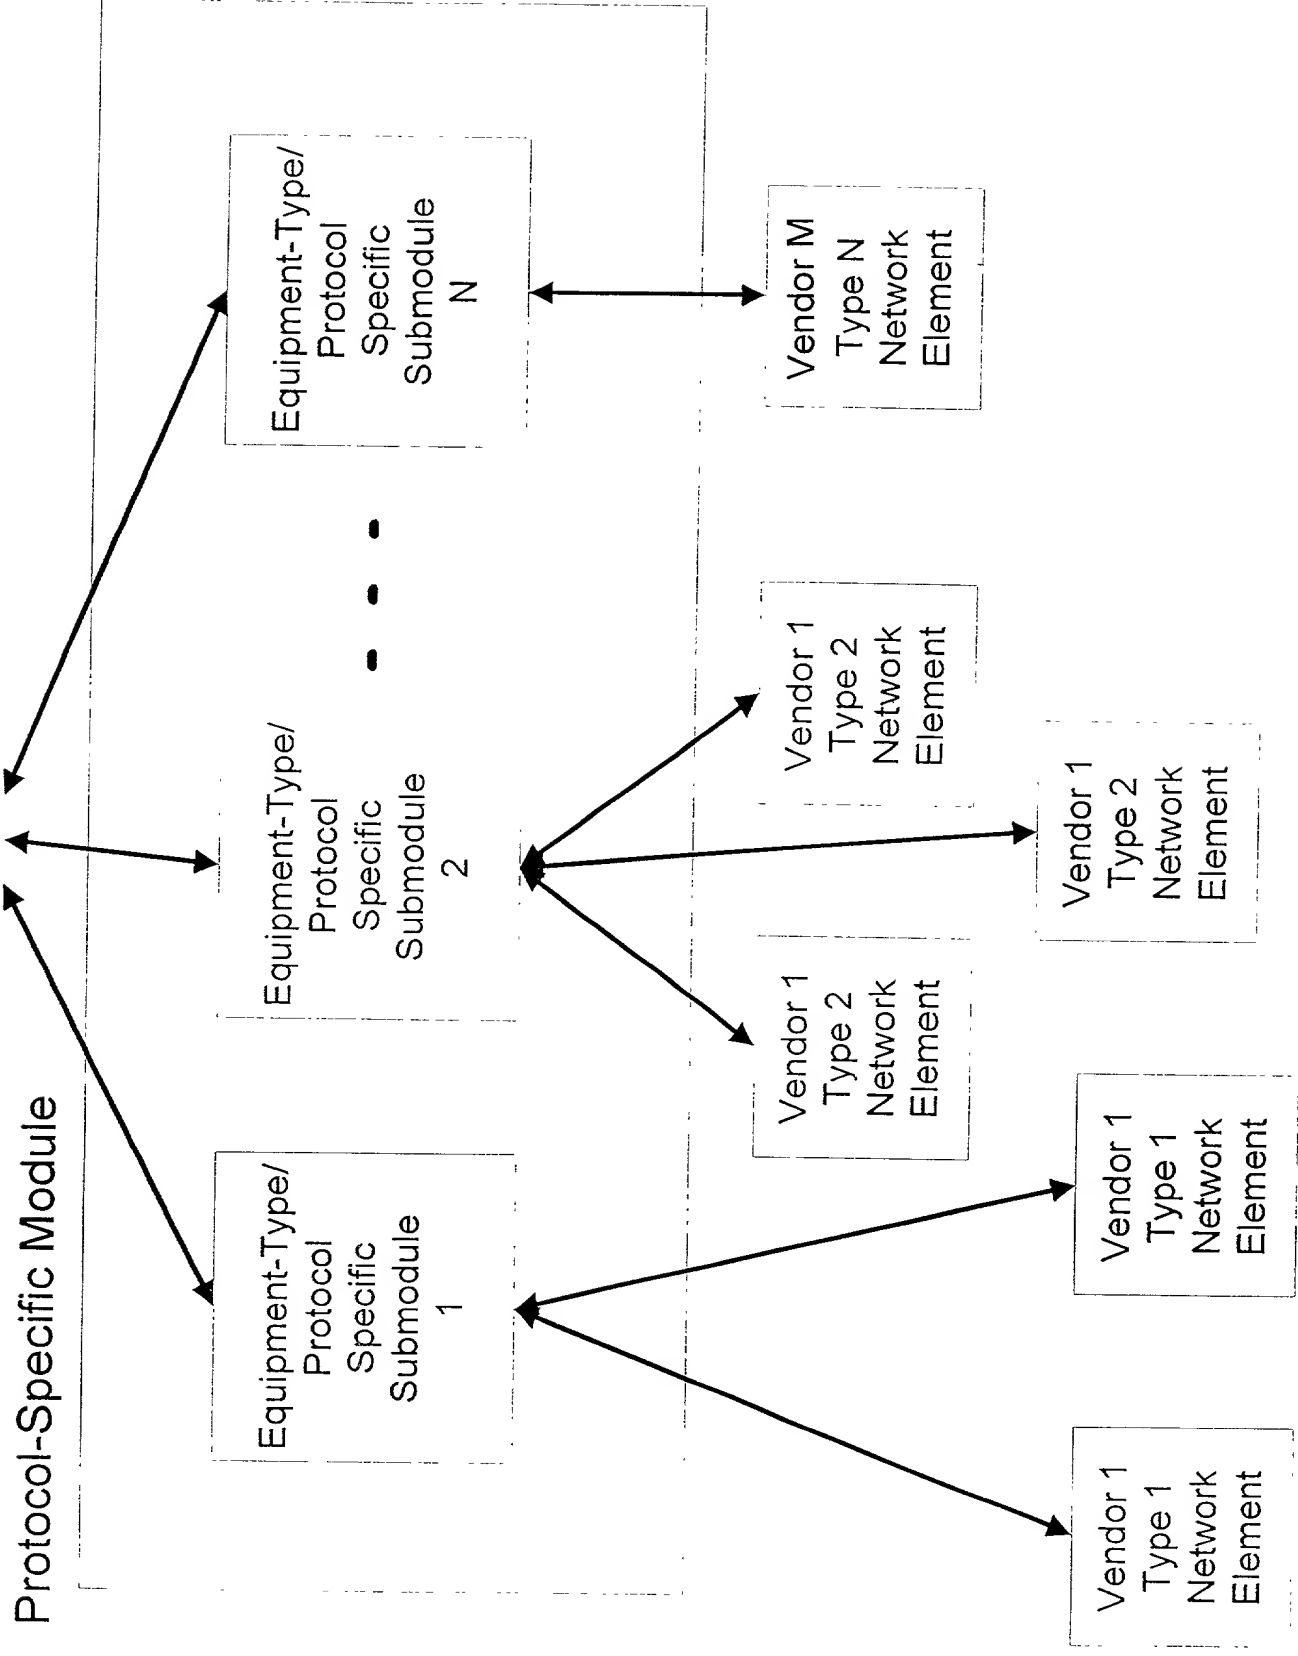 Protocol-Specific Module
Equipment-Type/
Protocol
Specific
Submodule
1
Equipment-Type/
Protocol
Specific
Submodule
2
Equipment-Type/
Protocol
Specific
Submodule
N
Vendor 1
Type 2
Network
Element
Vendor 1
Type 2
Network
Element
Vendor M
Type N
Network
Element
Vendor 1
Type 1
Network
Element
Vendor 1
Type 1
Network
Element
Vendor 1
Type 2
Network
Element